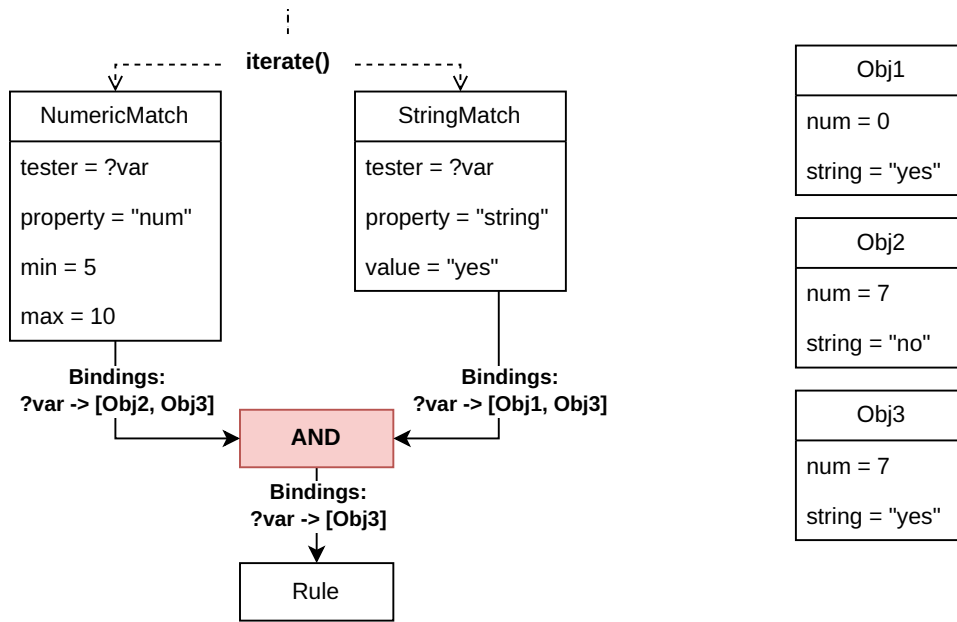 iterate()
NumericMatch
tester = ?var
property = "num"
min = 5
max = 10
StringMatch
tester = ?var
property = "string"
value = "yes"
Bindings:
?var -> [Obj2, Obj3]
Bindings:
?var -> [Obj1, Obj3]
AND
Bindings:
?var -> [Obj3]
Rule
Obj1
num = 0
string = "yes"
Obj2
num = 7
string = "no"
Obj3
num = 7
string = "yes"